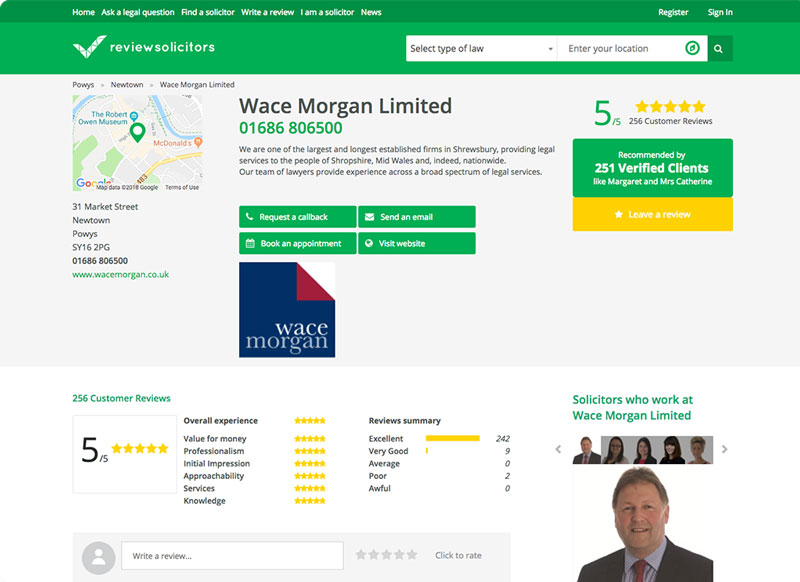 Home Ask a legal question Find a solicitor Write a review I am a solicitor News Register Sign In
reviewsolicitors
Select type of law Enter your location
Powys » Newtown » Wace Morgan Limited
The Robert
Owen Museum
McDonald's
483
Google Map data ©2018 Google Terms of Use
31 Market Street
Newtown
Powys
SY16 2PG
01686 806500
www.wacemorgan.co.uk
Wace Morgan Limited
01686 806500
We are one of the largest and longest established firms in Shrewsbury, providing legal
services to the people of Shropshire, Mid Wales and, indeed, nationwide.
Our team of lawyers provide experience across a broad spectrum of legal services.
Request a callback Send an email
Book an appointment Visit website
wace
morgan
5/5
256 Customer Reviews
Recommended by
251 Verified Clients
like Margaret and Mrs Catherine
Leave a review
256 Customer Reviews
5/5
Overall experience
Value for money
Professionalism
Initial Impression
Approachability
Services
Knowledge
Reviews summary
Excellent 242
Very Good 9
Average 0
Poor 2
Awful 0
Write a review... Click to rate
Solicitors who work at
Wace Morgan Limited